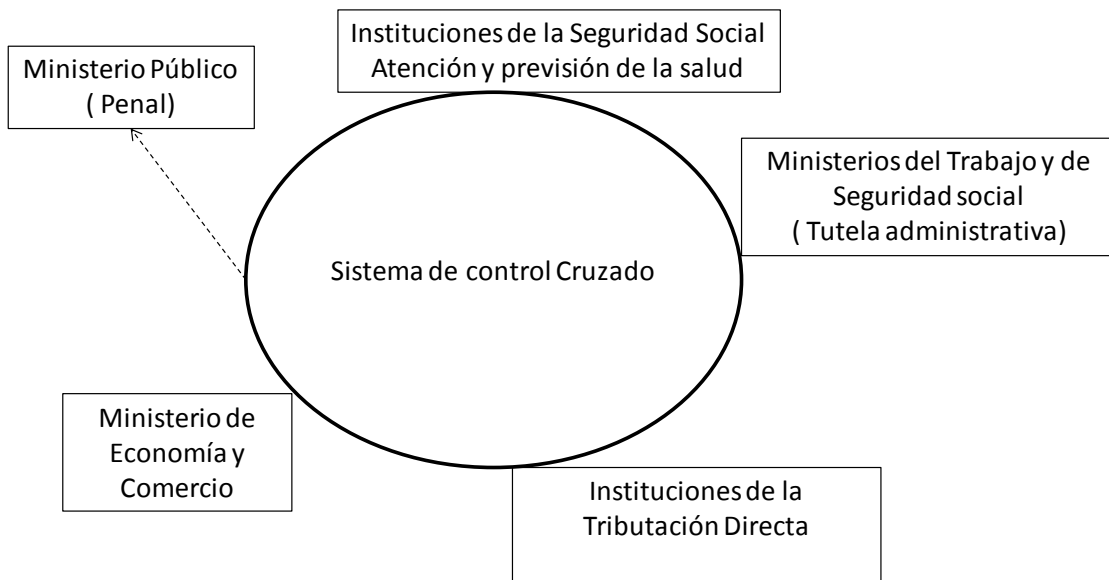 Instituciones de la Seguridad Social
Atención y previsión de la salud
Ministerio Público
( Penal)
Ministerios del Trabajo y de
Seguridad social
( Tutela administrativa)
Sistema de control Cruzado
Ministerio de
Economía y
Comercio
Instituciones de la
Tributación Directa